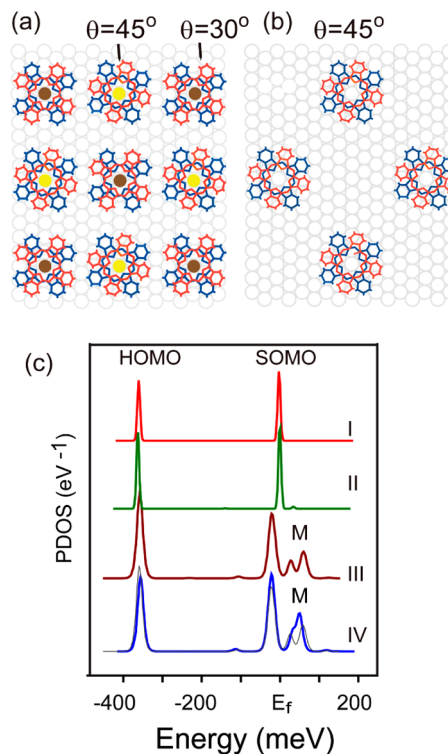 (a) θ=45° θ=30° (b) θ=45°
(c)
HOMO SOMO
I
II
M
III
M
IV
PDOS (eV⁻¹)
-400 -200 E_f 200
Energy (meV)